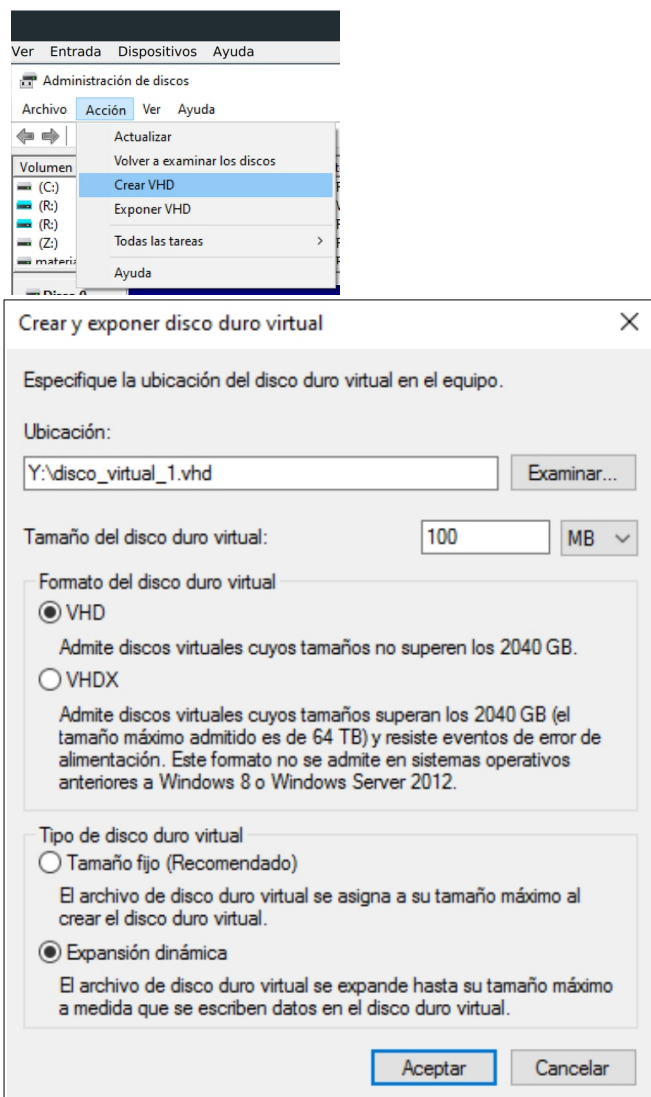 Ver Entrada Dispositivos Ayuda
Administración de discos
Archivo Acción Ver Ayuda
Actualizar
Volver a examinar los discos
Crear VHD
Exponer VHD
Todas las tareas
Ayuda
Volumen
(C:)
(R:)
(R:)
(Z:)
Crear y exponer disco duro virtual
Especifique la ubicación del disco duro virtual en el equipo.
Ubicación:
Y:\disco_virtual_1.vhd Examinar...
Tamaño del disco duro virtual: 100 MB
Formato del disco duro virtual
VHD
Admite discos virtuales cuyos tamaños no superen los 2040 GB.
VHDX
Admite discos virtuales cuyos tamaños superan los 2040 GB (el
tamaño máximo admitido es de 64 TB) y resiste eventos de error de
alimentación. Este formato no se admite en sistemas operativos
anteriores a Windows 8 o Windows Server 2012.
Tipo de disco duro virtual
Tamaño fijo (Recomendado)
El archivo de disco duro virtual se asigna a su tamaño máximo al
crear el disco duro virtual.
Expansión dinámica
El archivo de disco duro virtual se expande hasta su tamaño máximo
a medida que se escriben datos en el disco duro virtual.
Aceptar Cancelar